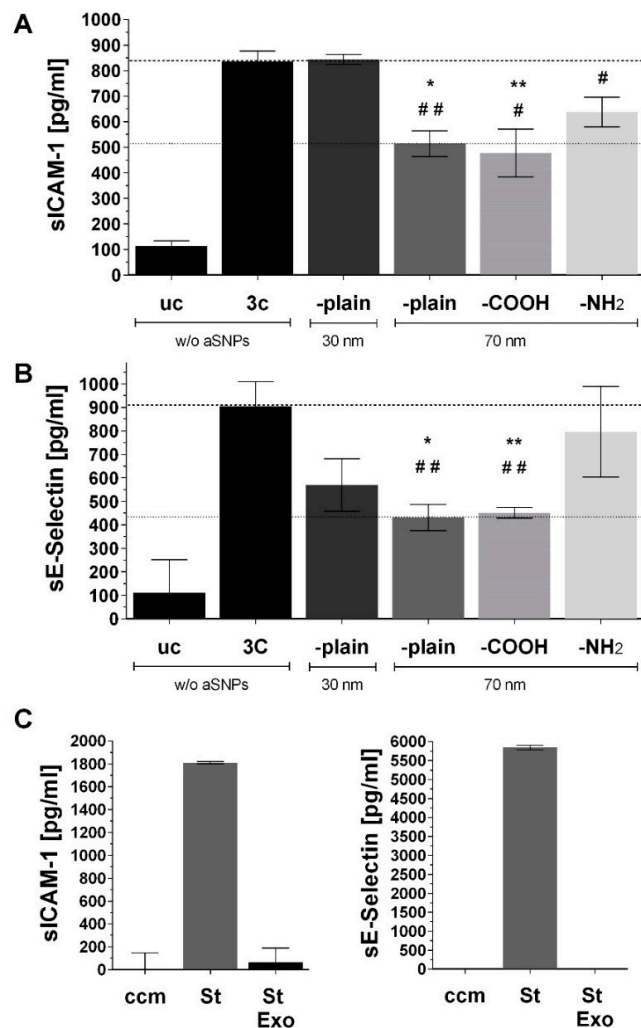 A
sICAM-1 [pg/ml]
1000
900
800
700
600
500
400
300
200
100
0
* ** #
# # #
uc 3c -plain -plain -COOH -NH2
w/o aSNPs 30 nm 70 nm
B
sE-Selectin [pg/ml]
1000
900
800
700
600
500
400
300
200
100
0
* **
# # # #
uc 3C -plain -plain -COOH -NH2
w/o aSNPs 30 nm 70 nm
C
sICAM-1 [pg/ml]
2000
1800
1600
1400
1200
1000
800
600
400
200
0
ccm St St
Exo
sE-Selectin [pg/ml]
6000
5500
5000
4500
4000
3500
3000
2500
2000
1500
1000
500
0
ccm St St
Exo